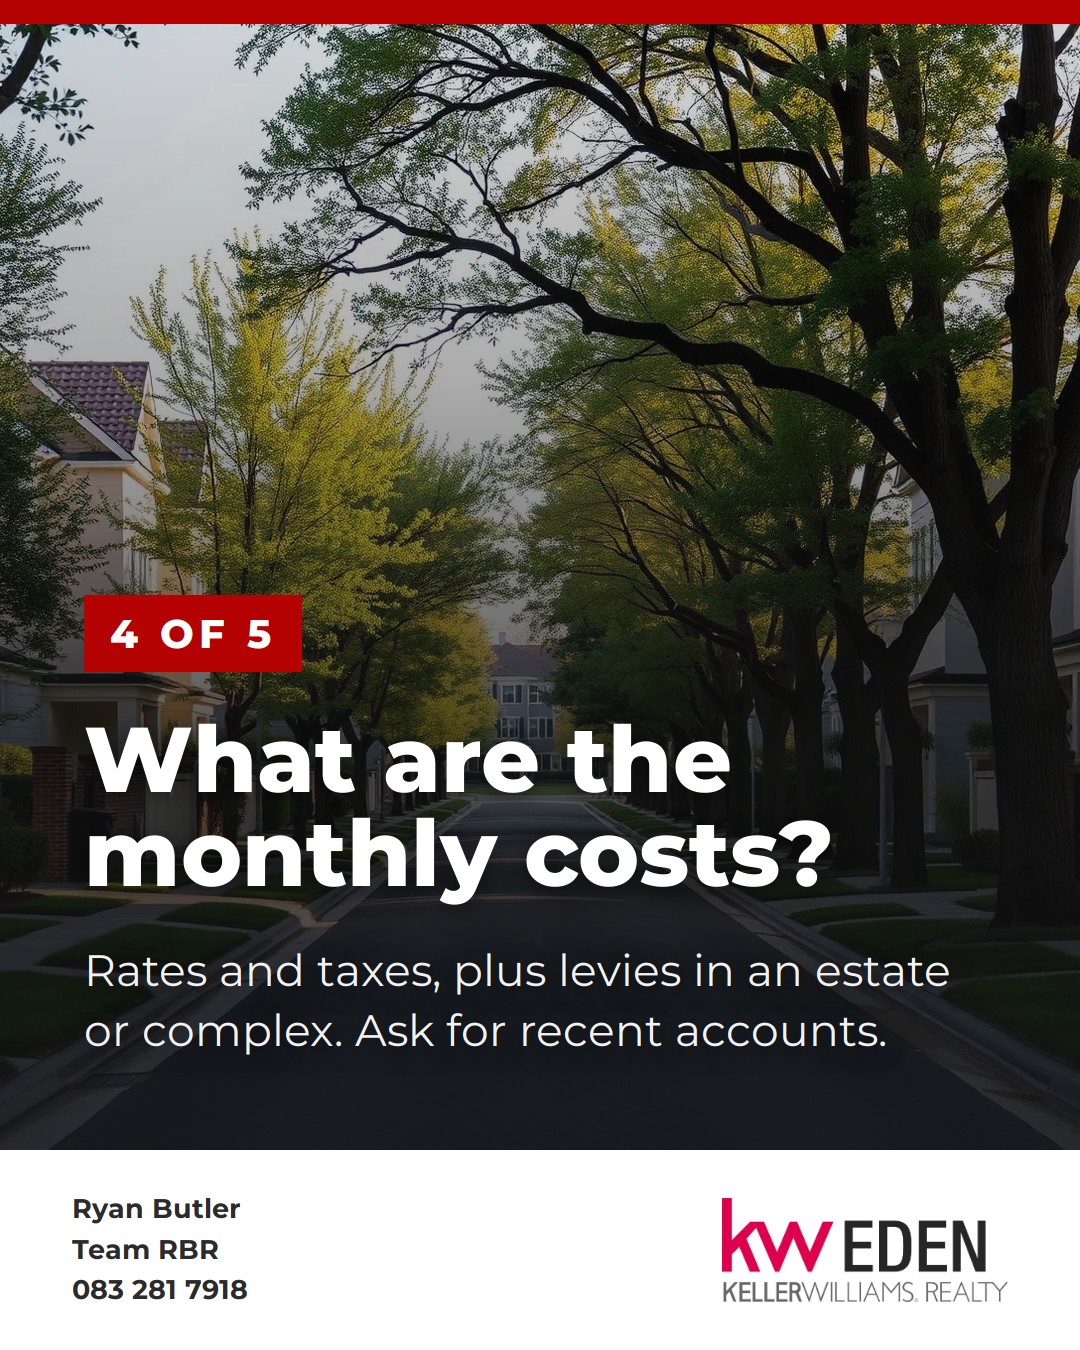 4 OF 5
What are the
monthly costs?
Rates and taxes, plus levies in an estate
or complex. Ask for recent accounts.
Ryan Butler
Team RBR
083 281 7918
kw EDEN
KELLERWILLIAMS. REALTY